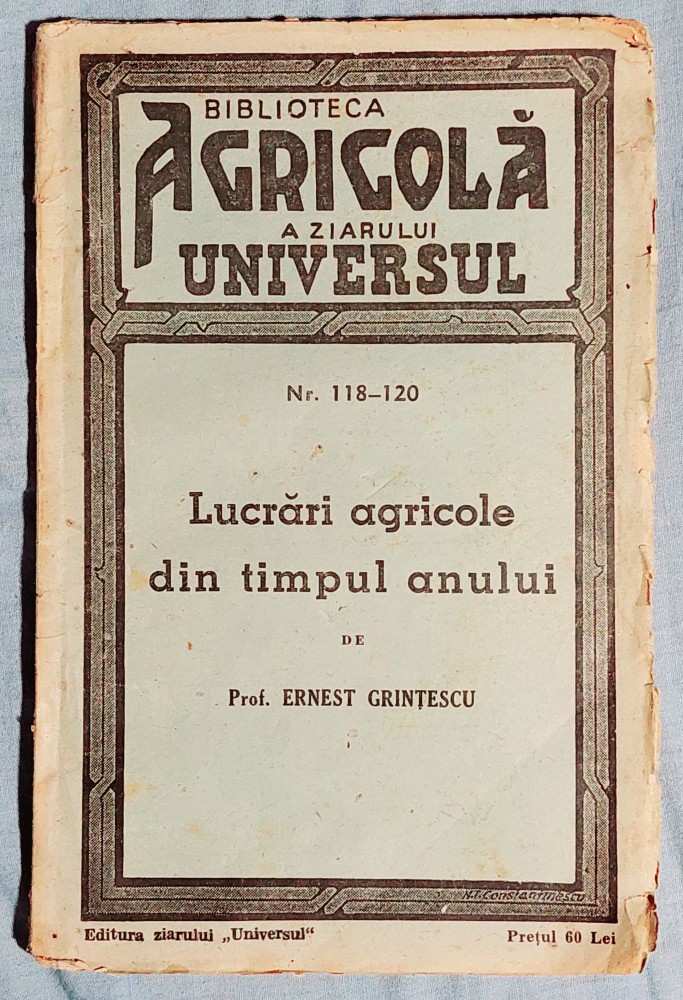 BIBLIOTECA
AGRICOLĂ
A ZIARULUI
UNIVERSUL
Nr. 118–120
Lucrări agricole
din timpul anului
DE
Prof. ERNEST GRINȚESCU
N.I. Constantinescu
Editura ziarului „Universul“
Prețul 60 Lei